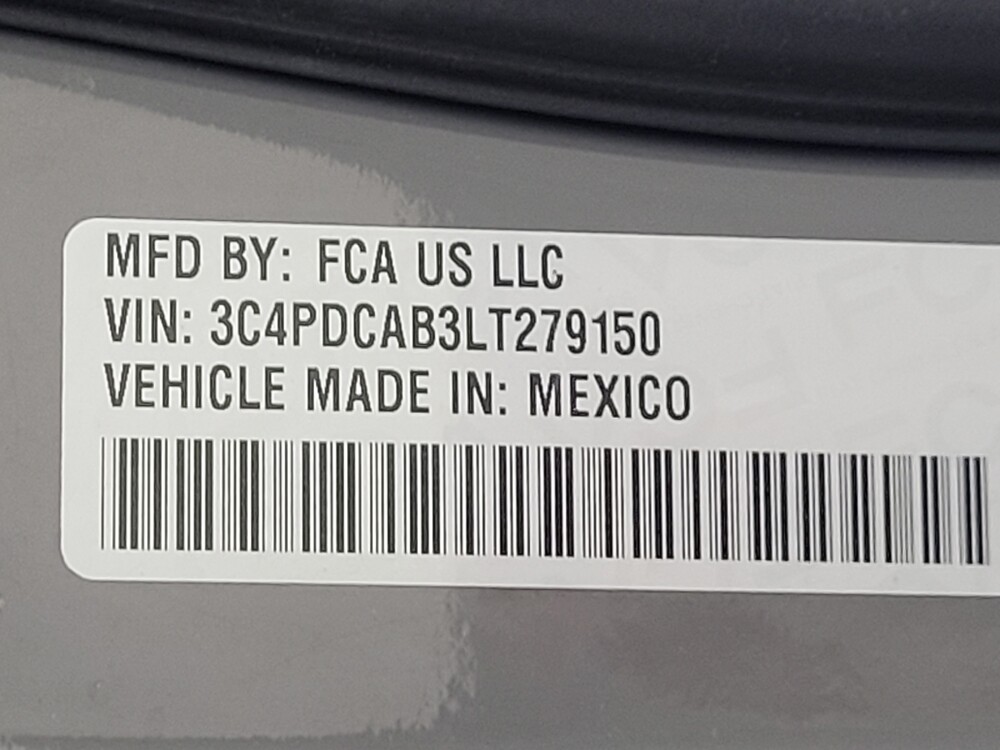 MFD BY: FCA US LLC
VIN: 3C4PDCAB3LT279150
VEHICLE MADE IN: MEXICO